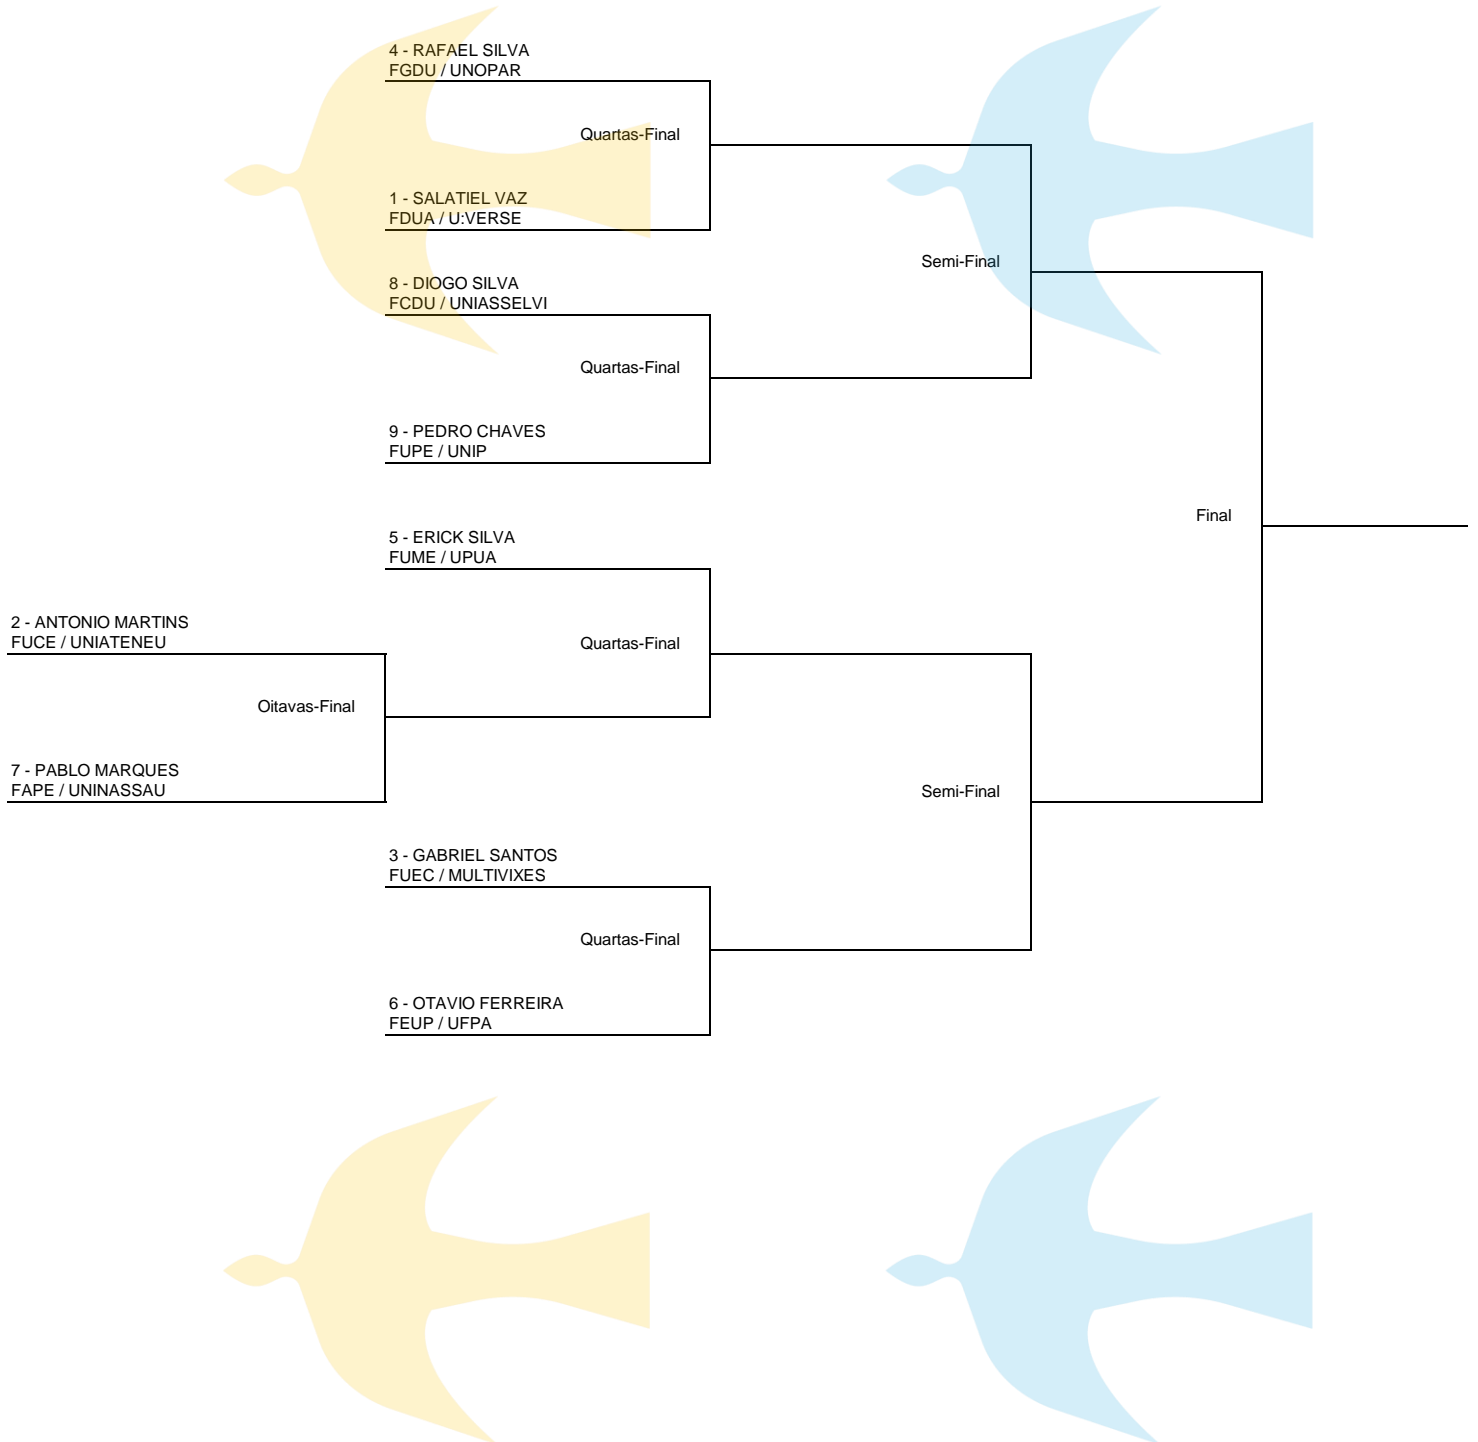 4 - RAFAEL SILVA
FGDU / UNOPAR
Quartas-Final
1 - SALATIEL VAZ
FDUA / U:VERSE
Semi-Final
8 - DIOGO SILVA
FCDU / UNIASSELVI
Quartas-Final
9 - PEDRO CHAVES
FUPE / UNIP
Final
5 - ERICK SILVA
FUME / UPUA
2 - ANTONIO MARTINS
FUCE / UNIATENEU
Quartas-Final
Oitavas-Final
7 - PABLO MARQUES
FAPE / UNINASSAU
Semi-Final
3 - GABRIEL SANTOS
FUEC / MULTIVIXES
Quartas-Final
6 - OTAVIO FERREIRA
FEUP / UFPA